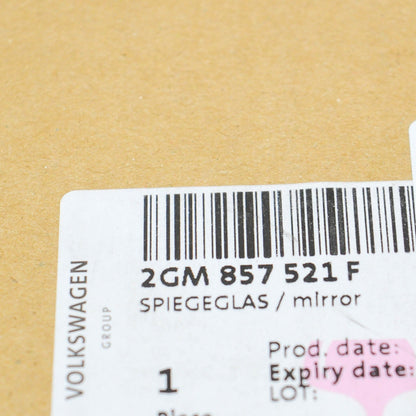 VOLKSWAGEN
GROUP
2GM 857 521 F
SPIEGEGLAS / mirror
Prod. date:
Expiry date:
LOT:
1